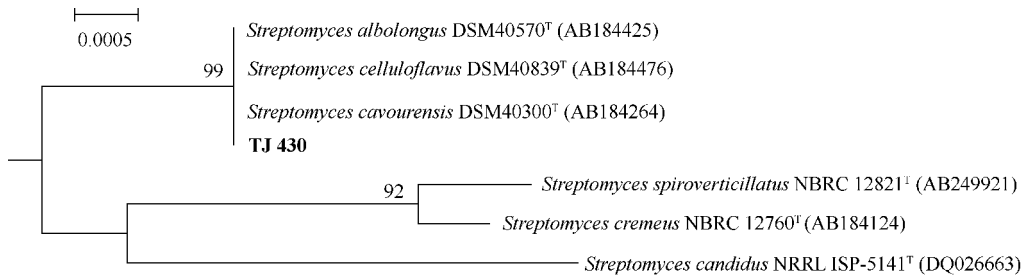 0.0005
Streptomyces albolongus DSM40570ᵀ (AB184425)
99
Streptomyces celluloflavus DSM40839ᵀ (AB184476)
Streptomyces cavourensis DSM40300ᵀ (AB184264)
TJ 430
92
Streptomyces spiroverticillatus NBRC 12821ᵀ (AB249921)
Streptomyces cremeus NBRC 12760ᵀ (AB184124)
Streptomyces candidus NRRL ISP-5141ᵀ (DQ026663)